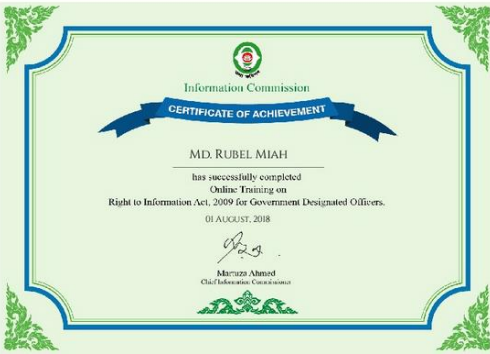 Information Commission
CERTIFICATE OF ACHIEVEMENT
MD. RUBEL MIAH
has successfully completed
Online Training on
Right to Information Act, 2009 for Government Designated Officers.
01 AUGUST, 2018
Martuza Ahmed
Chief Information Commissioner